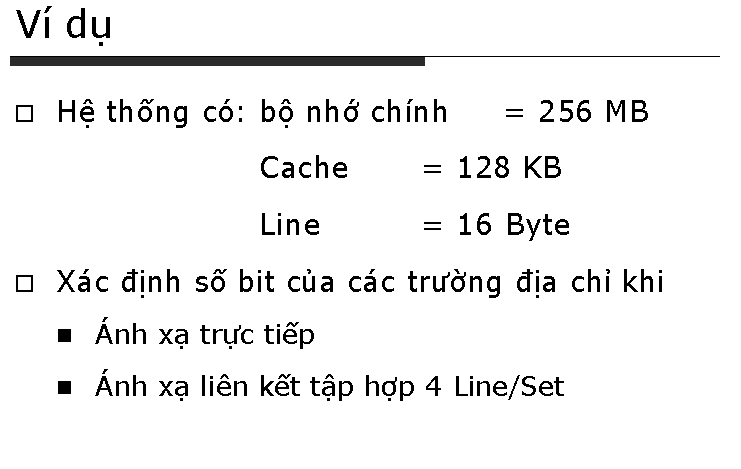 Ví dụ
Hệ thống có: bộ nhớ chính = 256 MB
Cache = 128 KB
Line = 16 Byte
Xác định số bit của các trường địa chỉ khi
Ánh xạ trực tiếp
Ánh xạ liên kết tập hợp 4 Line/Set